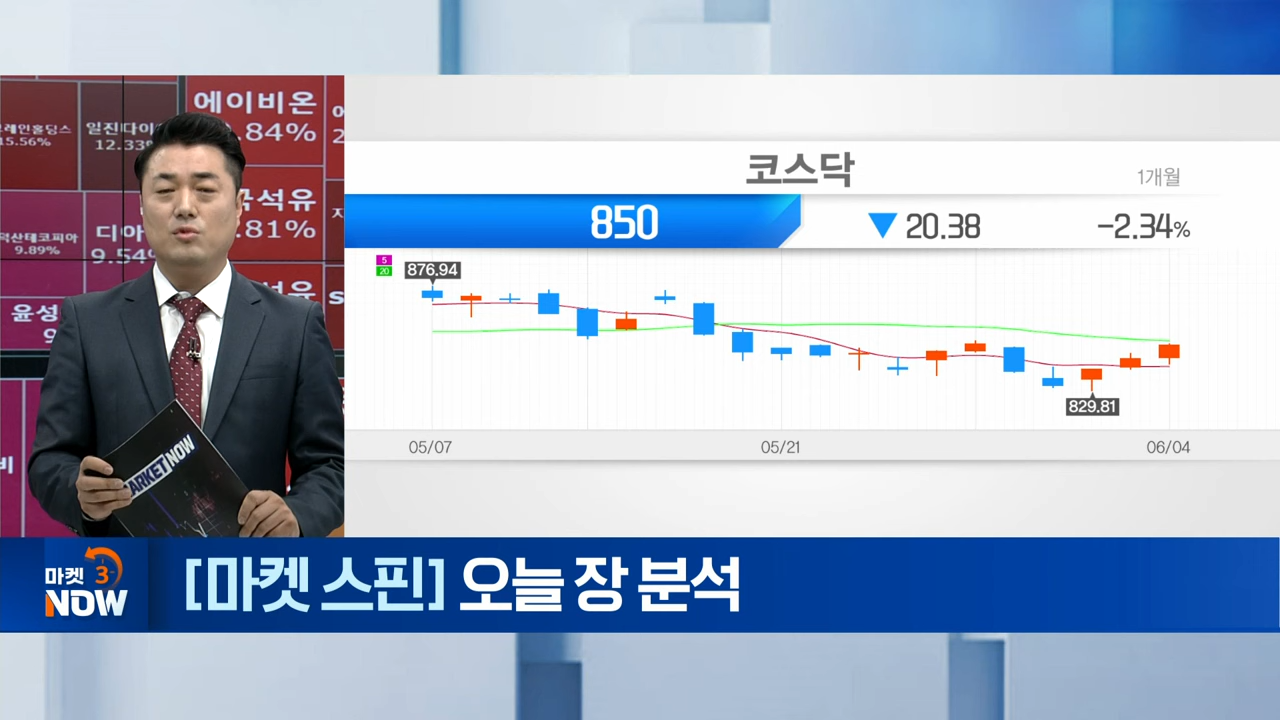 에이비온
.84%
레인홀딩스
15.56%
일진다이
12.33%
석유
.81%
덕산테코피아
9.89%
디아
9.54%
윤성
MARKET NOW
코스닥
1개월
850
▼ 20.38
-2.34%
5
20
876.94
829.81
05/07
05/21
06/04
마켓 3
NOW
[마켓 스핀] 오늘 장 분석